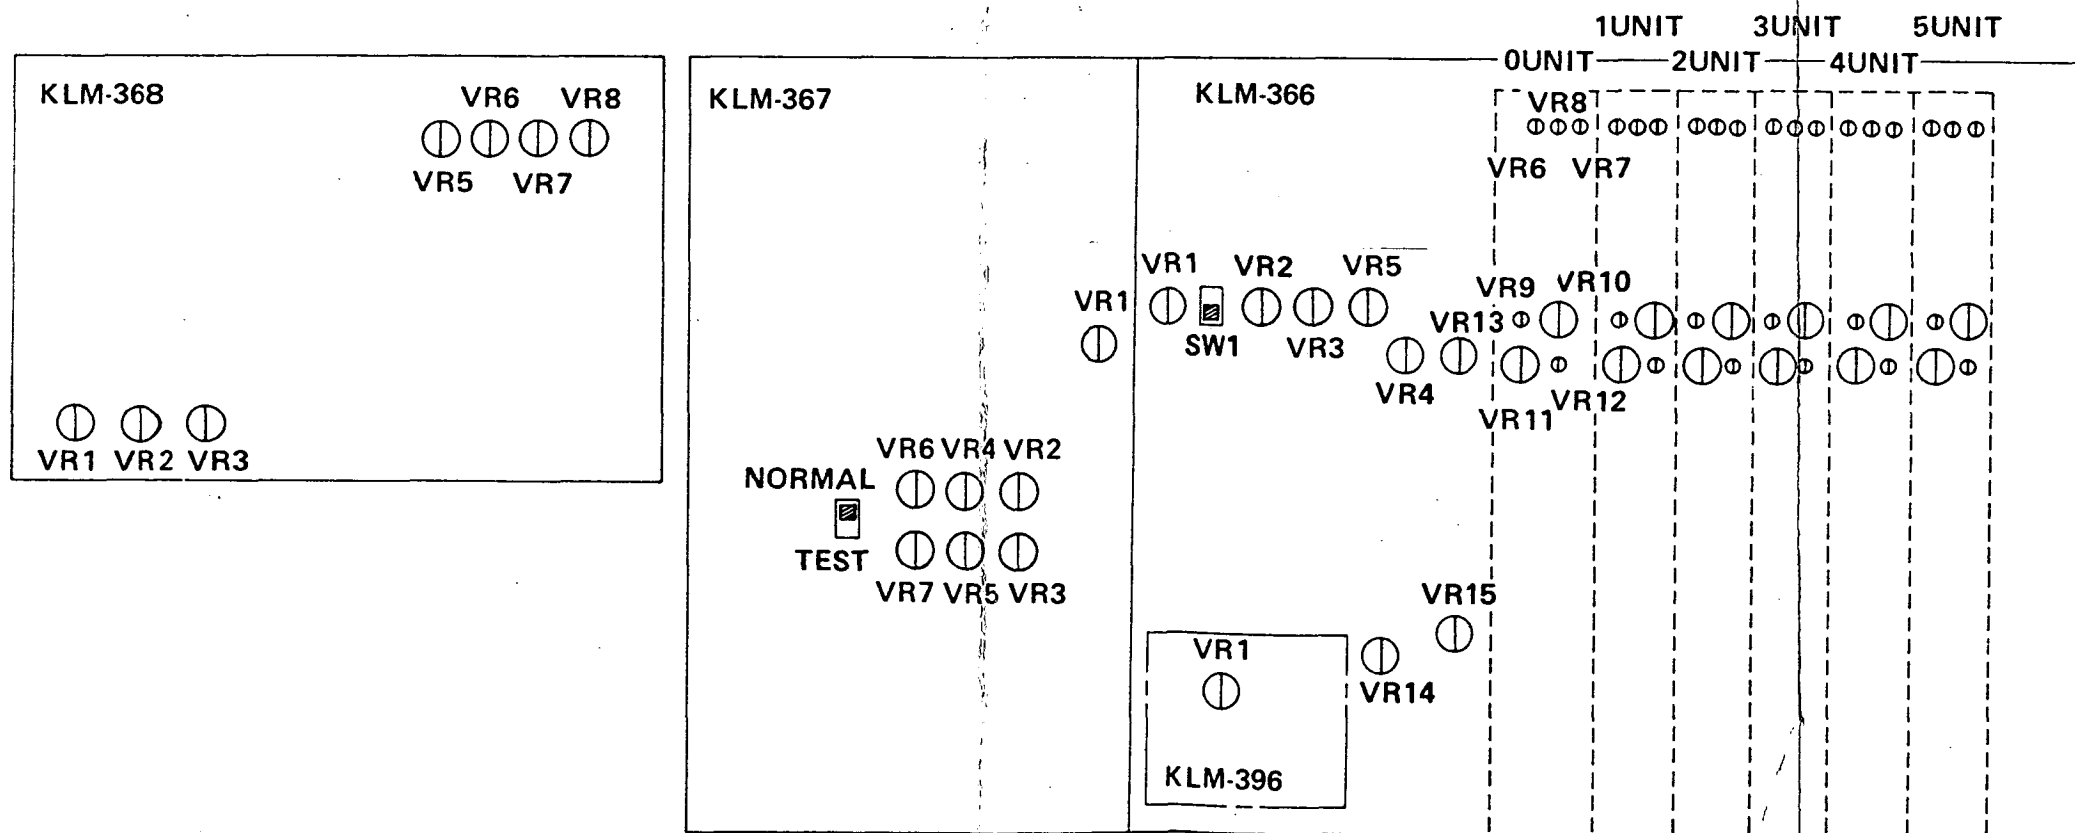 1UNIT 3UNIT 5UNIT
0UNIT 2UNIT 4UNIT
KLM-368
VR6 VR8
VR5 VR7
VR1 VR2 VR3
KLM-367
VR1
VR6 VR4 VR2
NORMAL
TEST
VR7 VR5 VR3
KLM-366
VR8
VR6 VR7
VR1 VR2 VR5
SW1 VR3
VR4
VR13
VR9 VR10
VR11 VR12
VR15
VR14
VR1
KLM-396